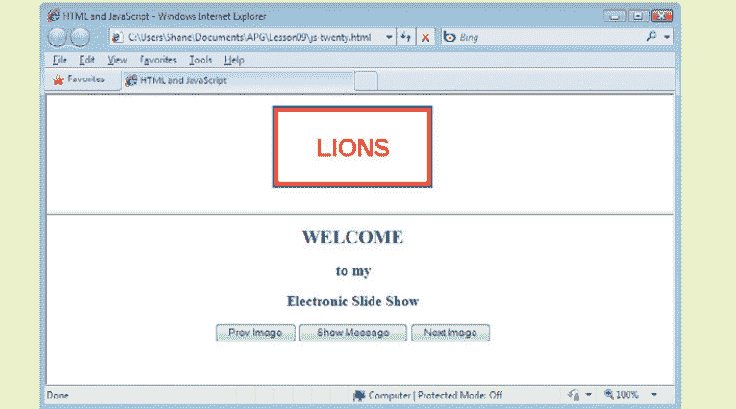 HTML and JavaScript - Windows Internet Explorer
C:\Users\Shane\Documents\APG\Lesson09\js-twenty.html Bing
File Edit View Favorites Tools Help
Favorites HTML and JavaScript
LIONS
WELCOME
to my
Electronic Slide Show
Prev Image Show Message Next Image
Done Computer | Protected Mode: Off 100%